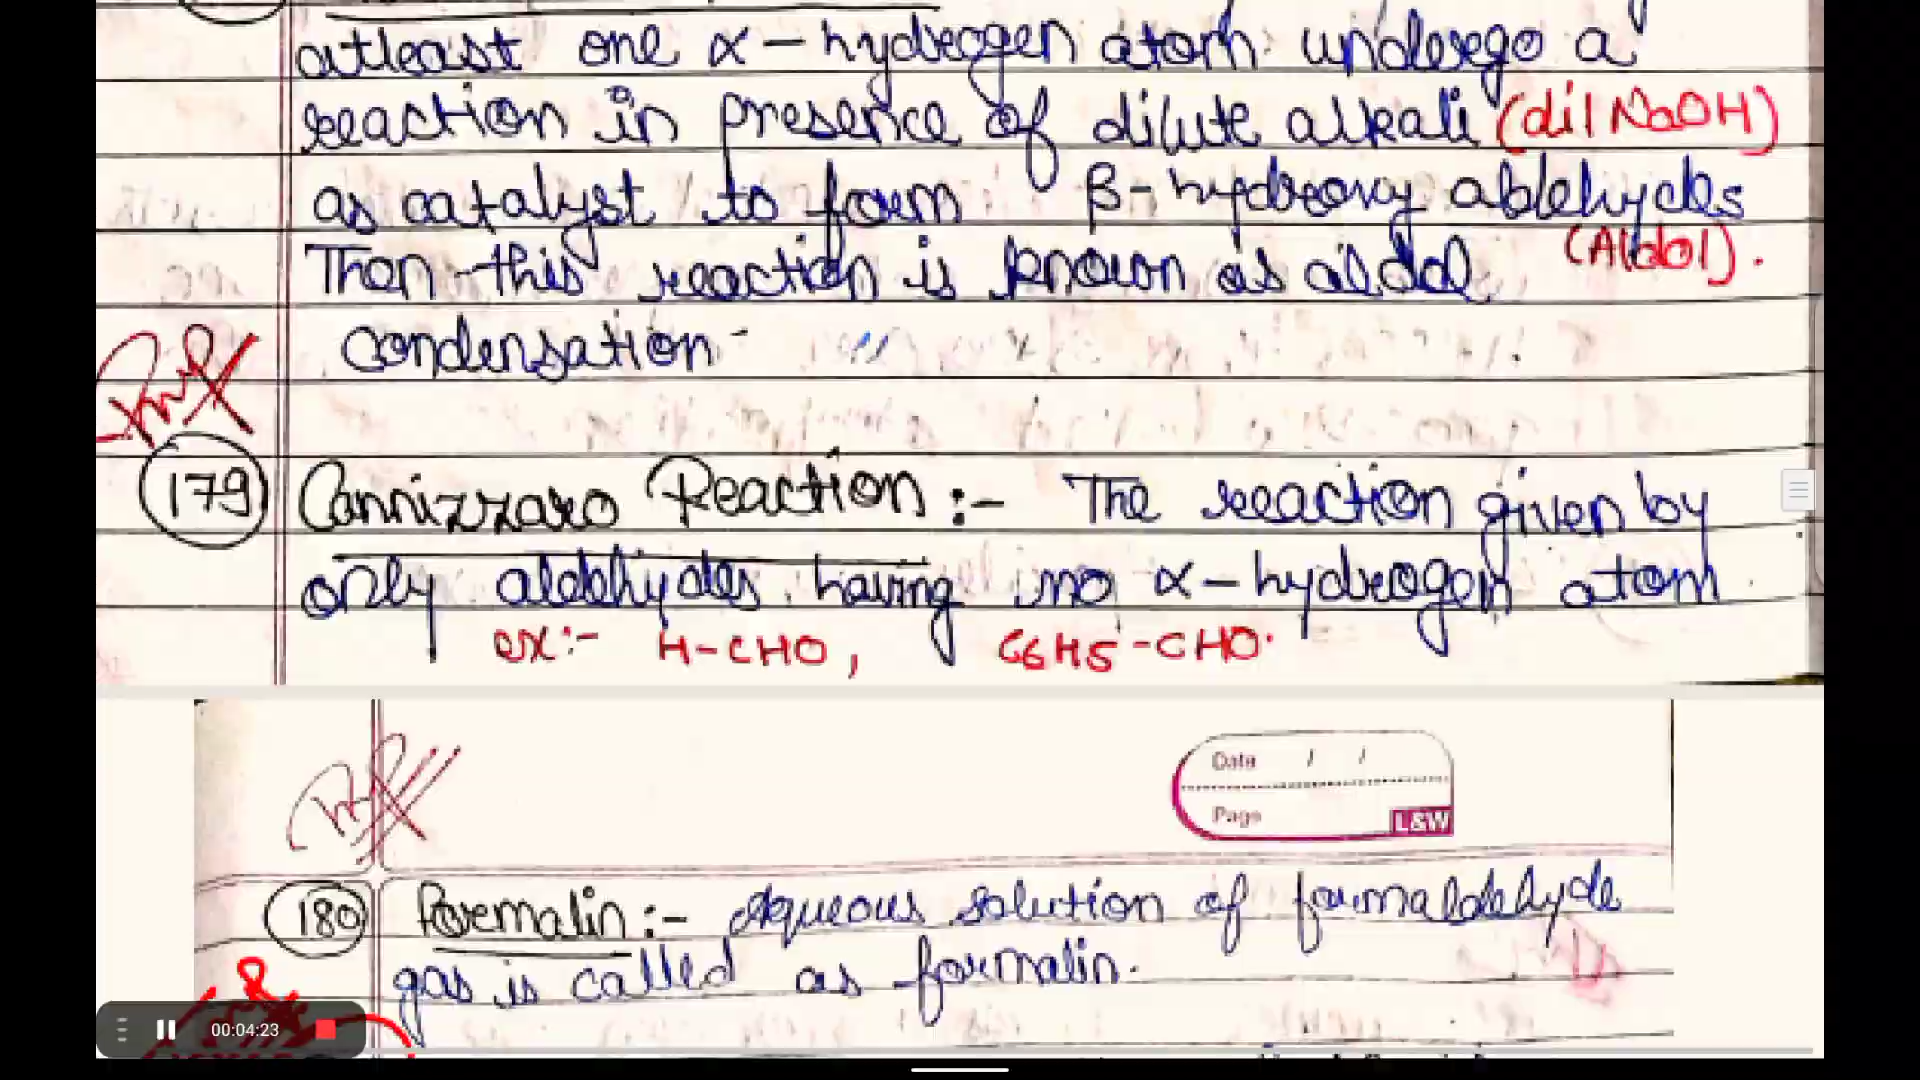 atleast one α-hydrogen atom undergo a
reaction in presence of dilute alkali (dil NaOH)
as catalyst to form β-hydroxy aldehydes
(Aldol).
Then this reaction is known as aldol
condensation
179 Cannizzaro Reaction :- The reaction given by
only aldehydes having no α-hydrogen atom
ex:- H-CHO, C6H5-CHO.
Date / /
Page
L&W
180 Formalin :- Aqueous solution of formaldehyde
gas is called as formalin.
00:04:23